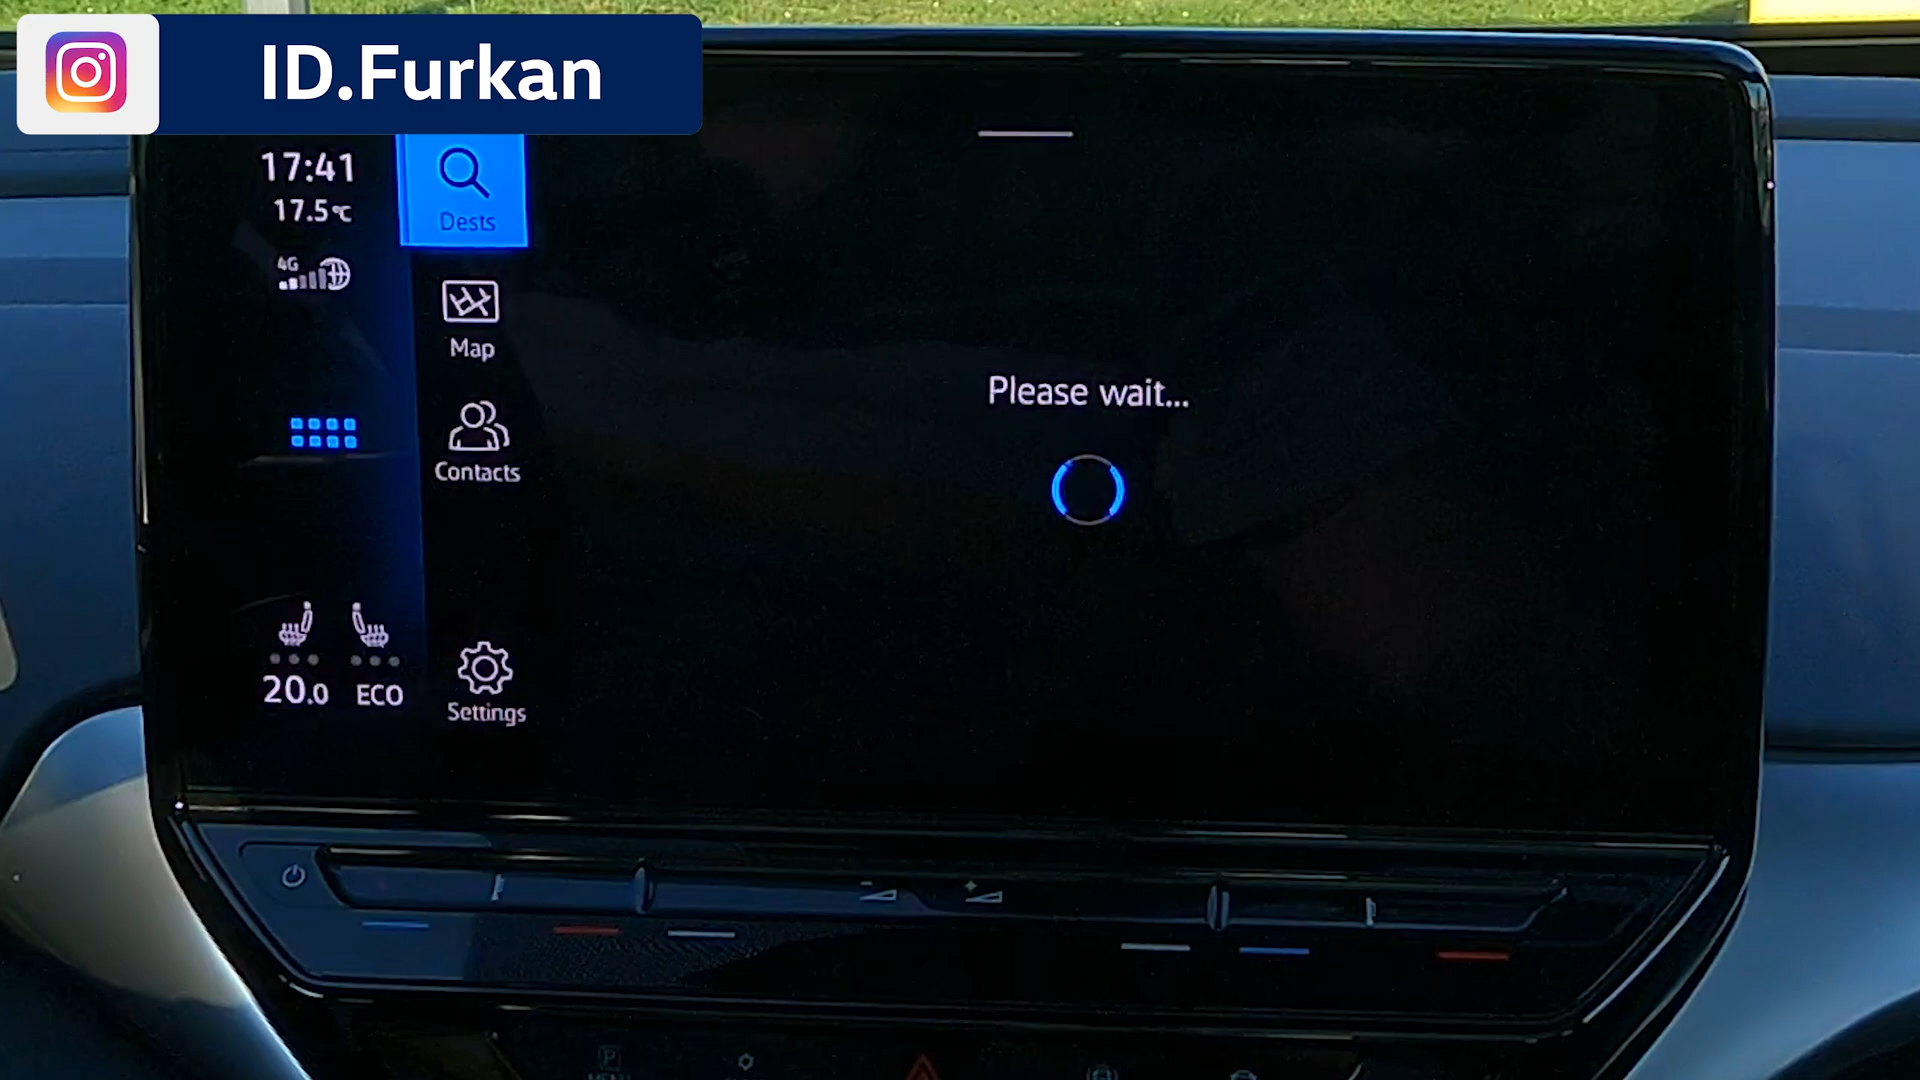 ID.Furkan
17:41
17.5°C
4G
Dests
Map
Contacts
Please wait...
20.0
ECO
Settings
P